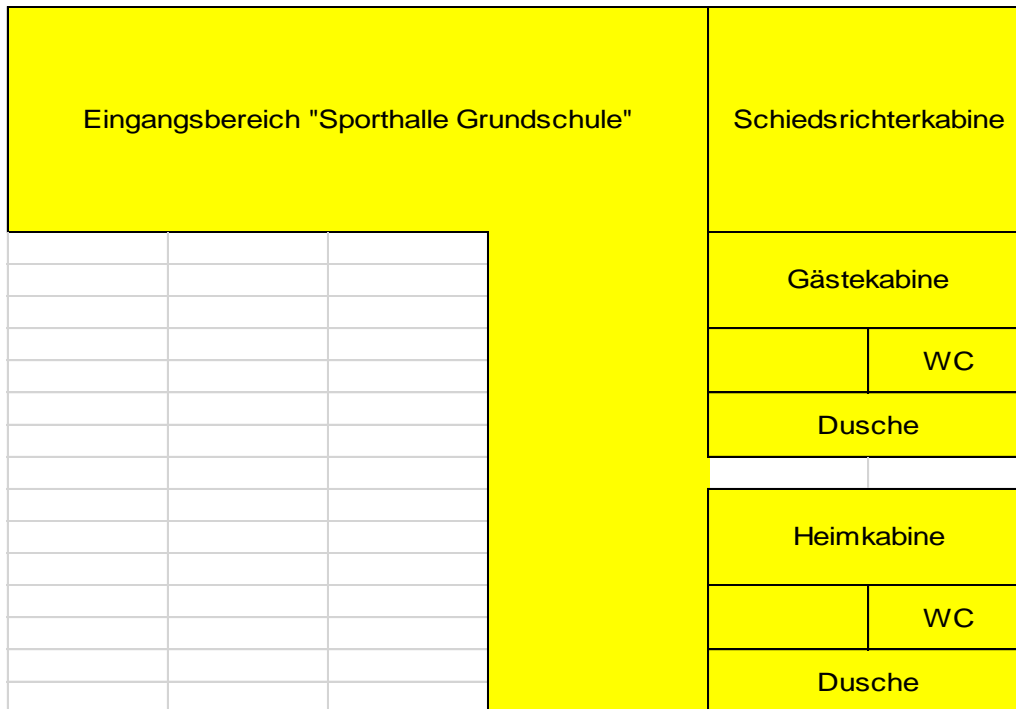 Eingangsbereich "Sporthalle Grundschule"
Schiedsrichterkabine
Gästekabine
WC
Dusche
Heimkabine
WC
Dusche